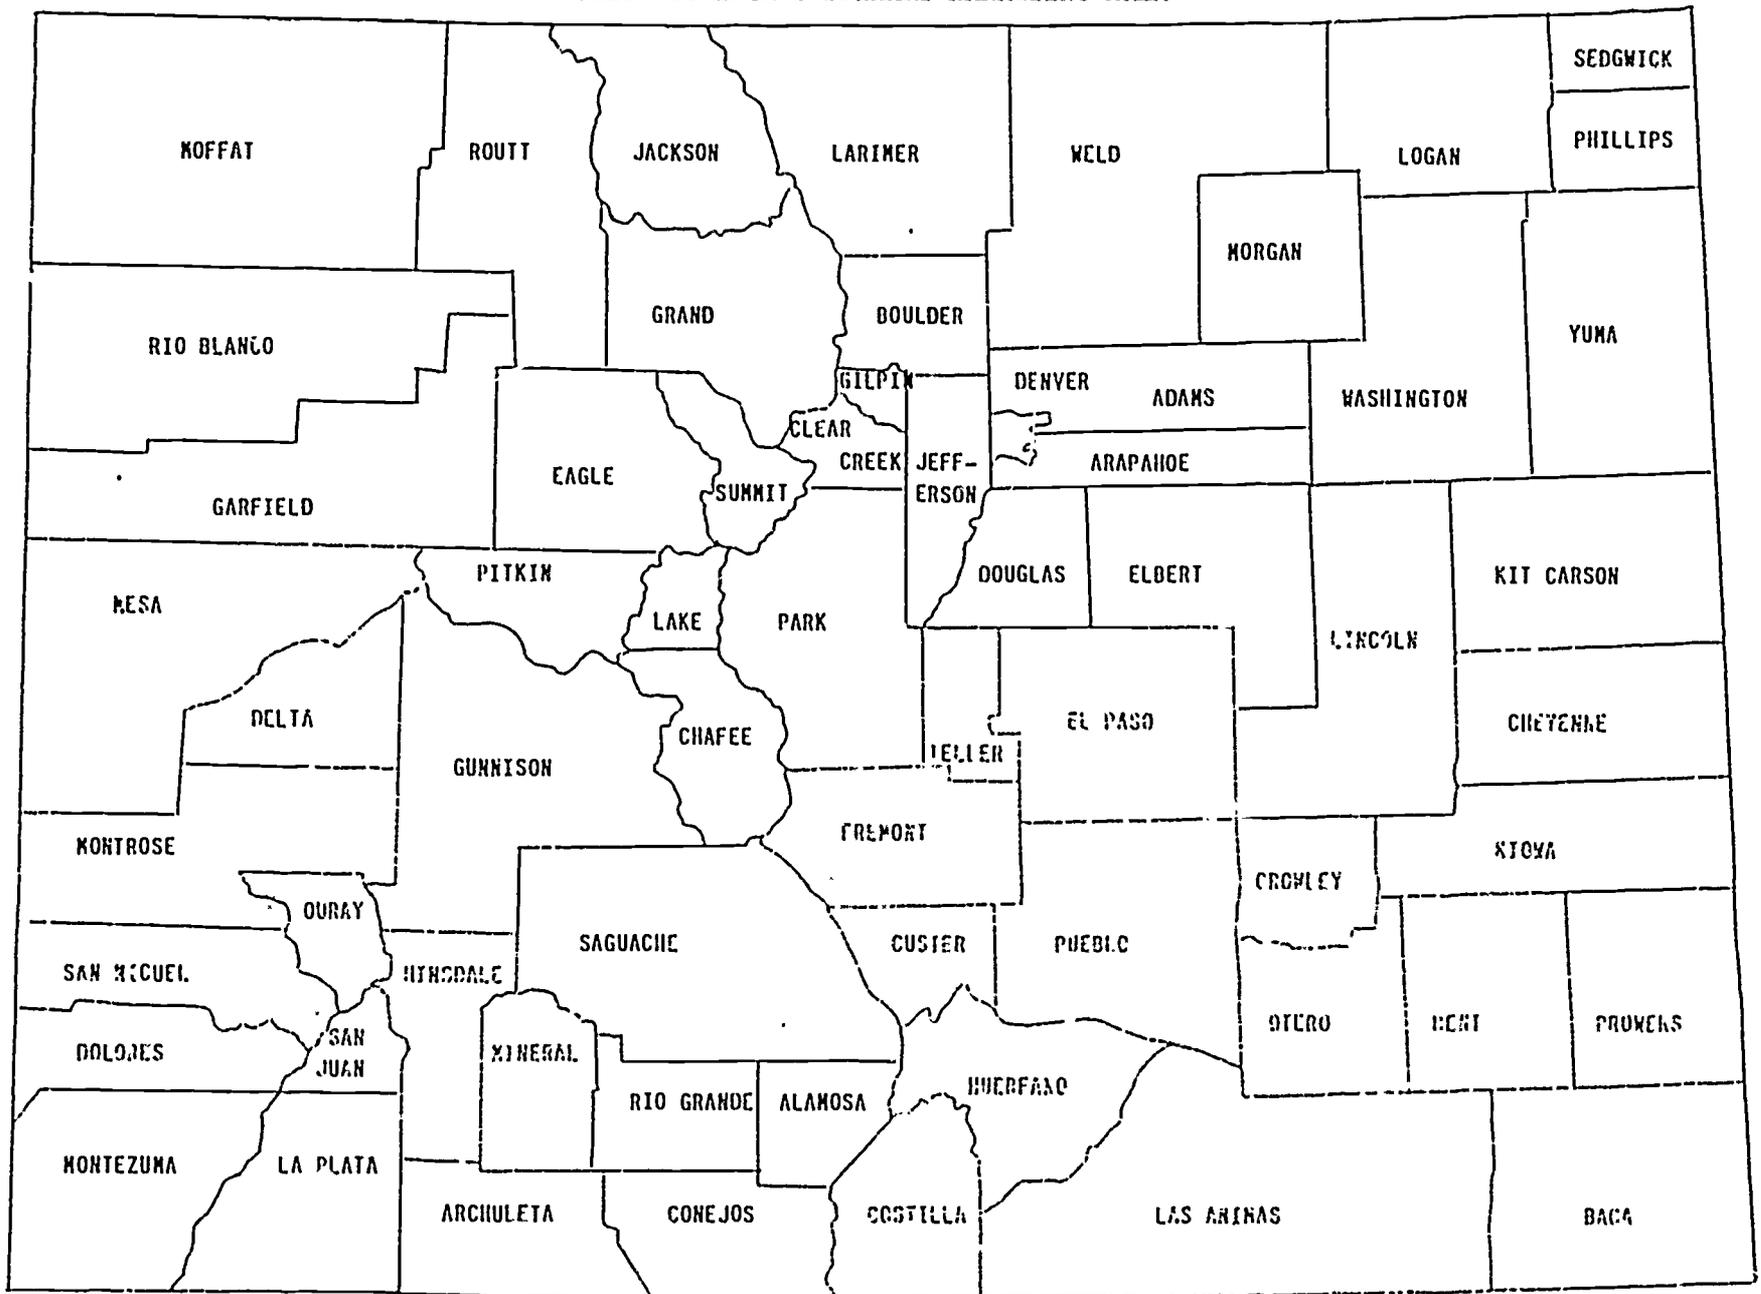 SEDGWICK
MOFFAT
ROUTT
JACKSON
LARIMER
WELD
LOGAN
PHILLIPS
MORGAN
RIO BLANCO
GRAND
BOULDER
YUMA
GILPIN
DENVER
ADAMS
WASHINGTON
CLEAR
CREEK
JEFF-
ERSON
ARAPAHOE
EAGLE
SUMMIT
GARFIELD
PITKIN
DOUGLAS
ELBERT
KIT CARSON
MESA
LAKE
PARK
LINCOLN
DELTA
CHAFEE
EL PASO
CHEYENNE
GUNNISON
TELLER
MONTROSE
FREMONT
KIOWA
CROWLEY
OURAY
SAGUACHE
CUSTER
PUEBLO
SAN MIGUEL
HINSDALE
OTERO
BENT
PROWERS
DOLORES
SAN
JUAN
MINERAL
HUERFANO
RIO GRANDE
ALAMOSA
MONTEZUMA
LA PLATA
ARCHULETA
CONEJOS
COSTILLA
LAS ANIMAS
BACA